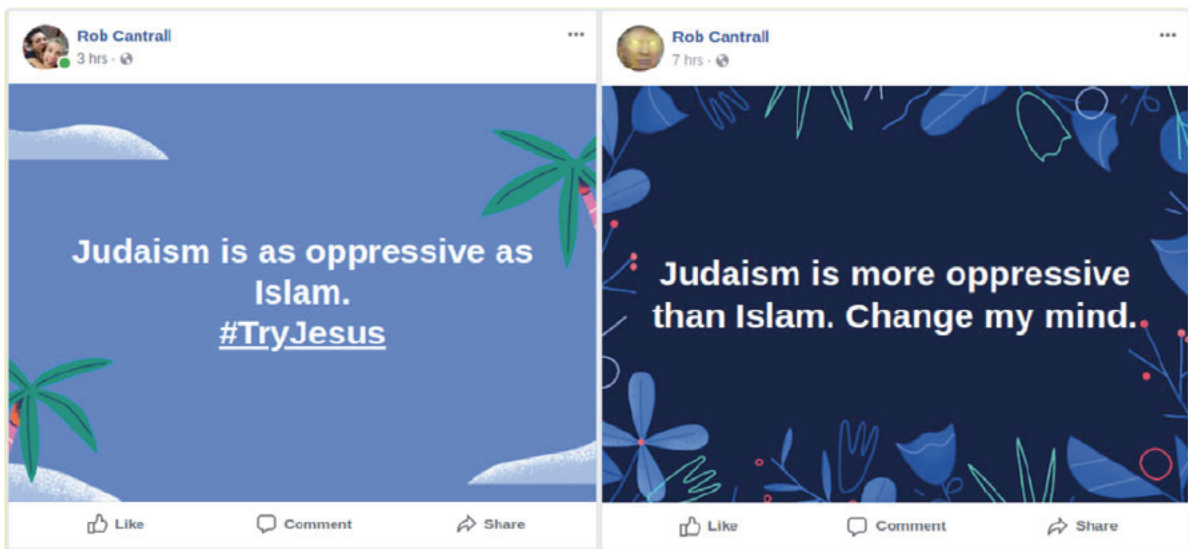 Rob Cantrall
3 hrs ·
Judaism is as oppressive as
Islam.
#TryJesus
Like Comment Share
Rob Cantrall
7 hrs ·
Judaism is more oppressive
than Islam. Change my mind.
Like Comment Share